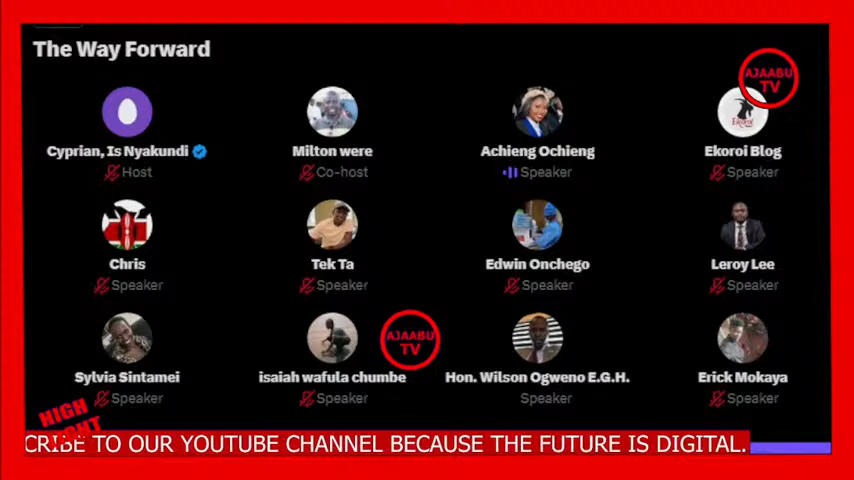 The Way Forward
AJAABU
TV
Ekoroi
Cyprian, Is Nyakundi
Milton were
Achieng Ochieng
Ekoroi Blog
Host
Co-host
Speaker
Speaker
Chris
Tek Ta
Edwin Onchego
Leroy Lee
Speaker
Speaker
Speaker
Speaker
AJAABU
TV
Sylvia Sintamei
isaiah wafula chumbe
Hon. Wilson Ogweno E.G.H.
Erick Mokaya
Speaker
Speaker
Speaker
Speaker
HIGH
CRIBE TO OUR YOUTUBE CHANNEL BECAUSE THE FUTURE IS DIGITAL.